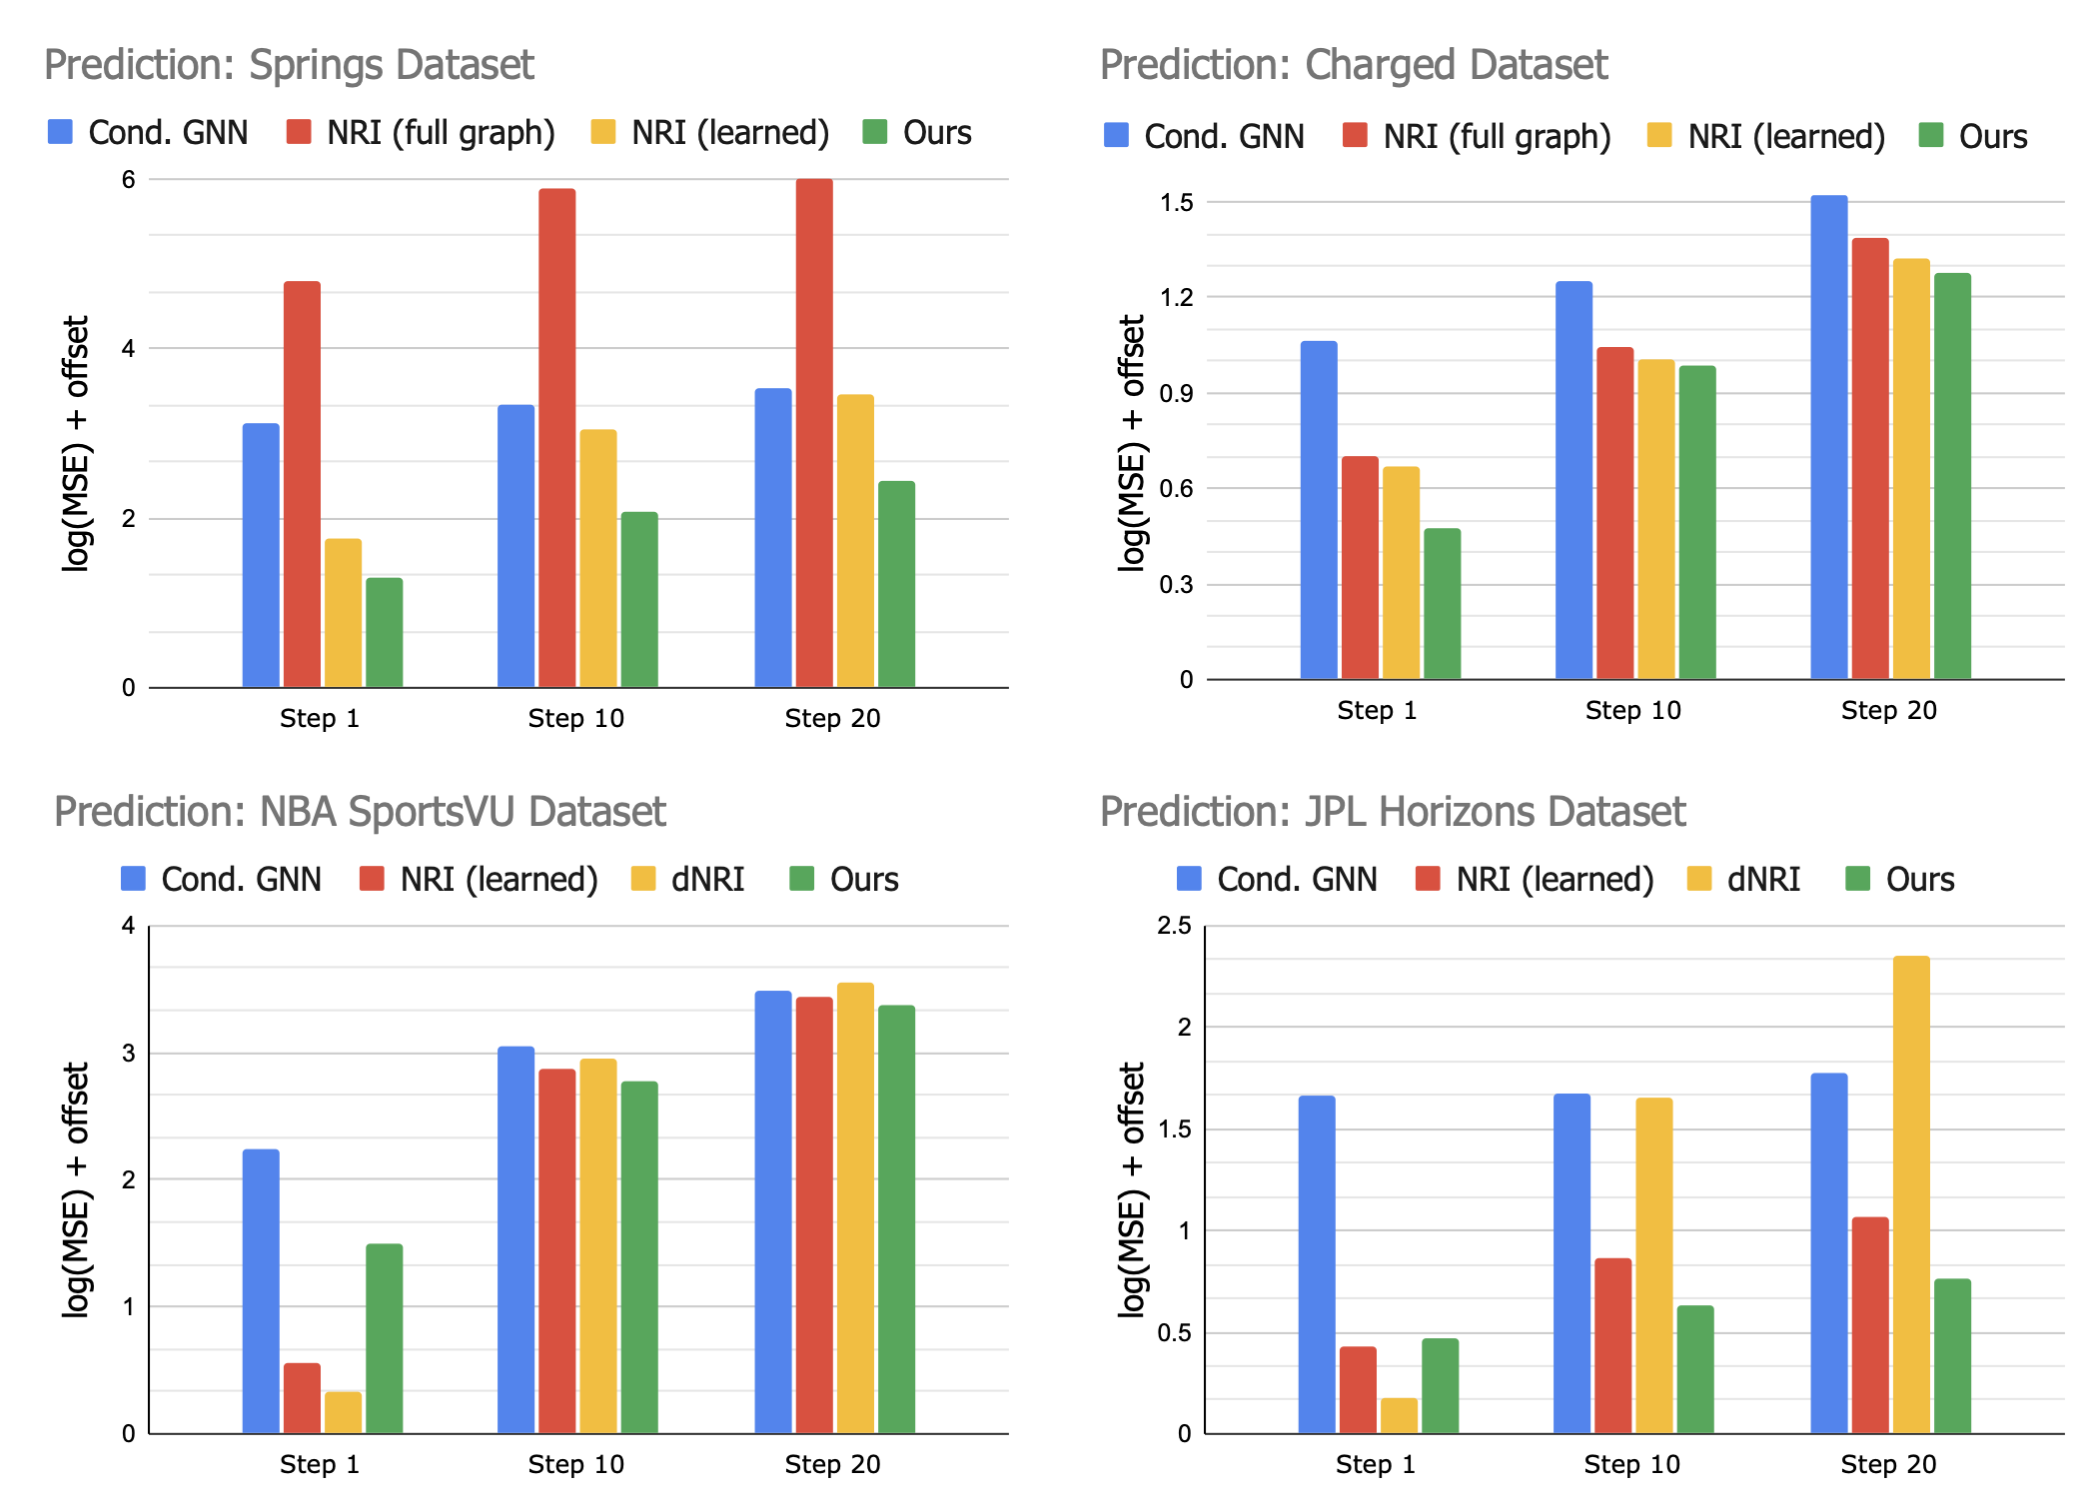 Prediction: Springs Dataset
Cond. GNN NRI (full graph) NRI (learned) Ours
log(MSE) + offset
6
4
2
0
Step 1 Step 10 Step 20
Prediction: Charged Dataset
Cond. GNN NRI (full graph) NRI (learned) Ours
log(MSE) + offset
1.5
1.2
0.9
0.6
0.3
0
Step 1 Step 10 Step 20
Prediction: NBA SportsVU Dataset
Cond. GNN NRI (learned) dNRI Ours
log(MSE) + offset
4
3
2
1
0
Step 1 Step 10 Step 20
Prediction: JPL Horizons Dataset
Cond. GNN NRI (learned) dNRI Ours
log(MSE) + offset
2.5
2
1.5
1
0.5
0
Step 1 Step 10 Step 20